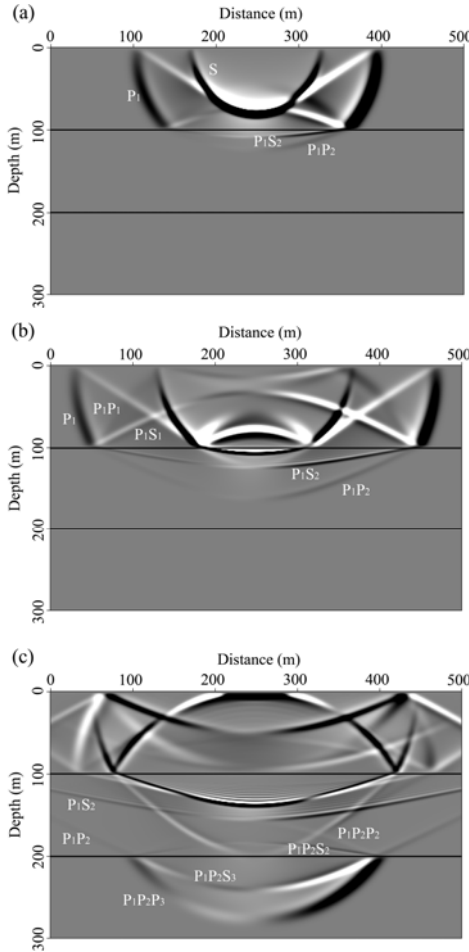 (a)
Distance (m)
0 100 200 300 400 500
Depth (m)
0
100
200
300
S
P₁
P₁S₂
P₁P₂
(b)
Distance (m)
0 100 200 300 400 500
Depth (m)
0
100
200
300
P₁
P₁P₁
P₁S₁
P₁S₂
P₁P₂
(c)
Distance (m)
0 100 200 300 400 500
Depth (m)
0
100
200
300
P₁S₂
P₁P₂
P₁P₂P₂
P₁P₂S₂
P₁P₂S₃
P₁P₂P₃